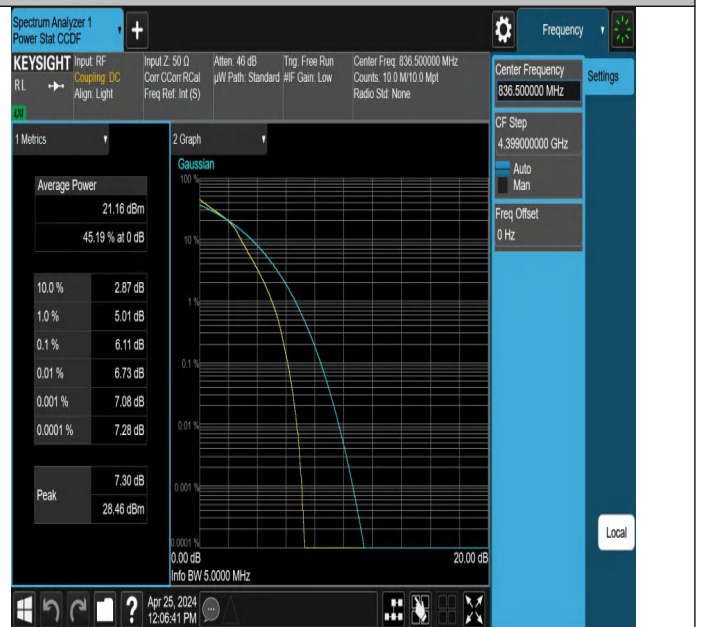 Spectrum Analyzer 1
Power Stat CCDF
+
Frequency
KEYSIGHT
RL
Input: RF
Coupling: DC
Align: Light
Input Z: 50 Ω
Corr CCorr RCal
Freq Ref: Int (S)
Atten: 46 dB
µW Path: Standard
Trig: Free Run
#IF Gain: Low
Center Freq: 836.500000 MHz
Counts: 10.0 M/10.0 Mpt
Radio Std: None
Center Frequency
836.500000 MHz
Settings
CF Step
4.399000000 GHz
Auto
Man
Freq Offset
0 Hz
Local
1 Metrics
Average Power
21.16 dBm
45.19 % at 0 dB
10.0 % 2.87 dB
1.0 % 5.01 dB
0.1 % 6.11 dB
0.01 % 6.73 dB
0.001 % 7.08 dB
0.0001 % 7.28 dB
Peak
7.30 dB
28.46 dBm
2 Graph
Gaussian
100 %
10 %
1 %
0.1 %
0.01 %
0.001 %
0.0001 %
0.00 dB 20.00 dB
Info BW 5.0000 MHz
?
Apr 25, 2024
12:06:41 PM